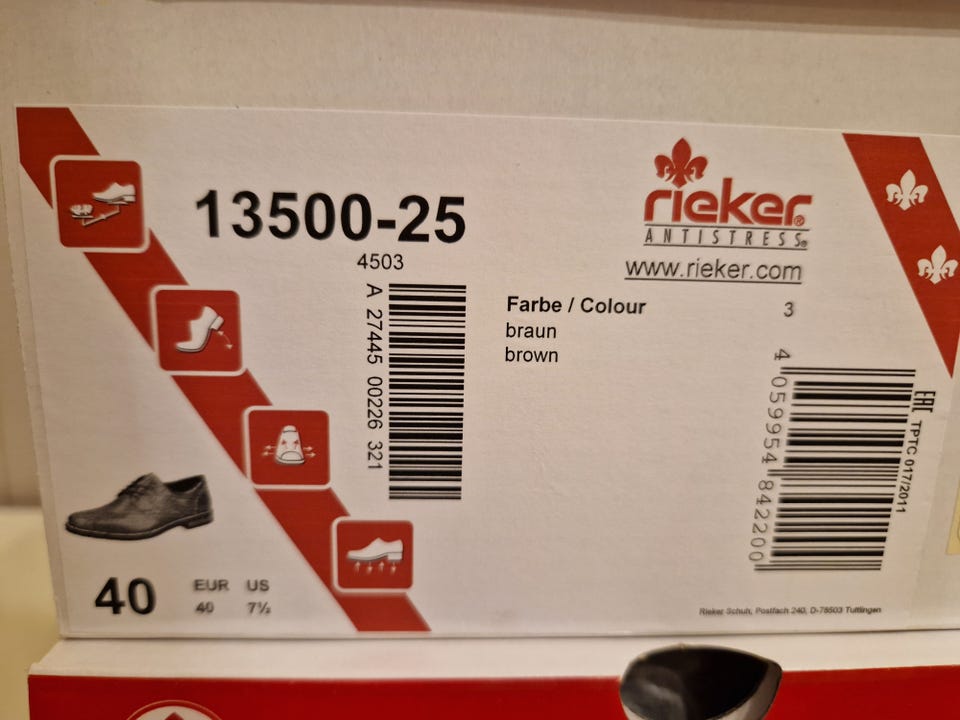 13500-25
4503
A 27445 00226 321
rieker®
ANTISTRESS®
www.rieker.com
Farbe / Colour
braun
brown
3
4 059954 842200
EAC TPTC 017/2011
40
EUR US
40 7½
Rieker Schuh, Postfach 240, D-78503 Tuttlingen